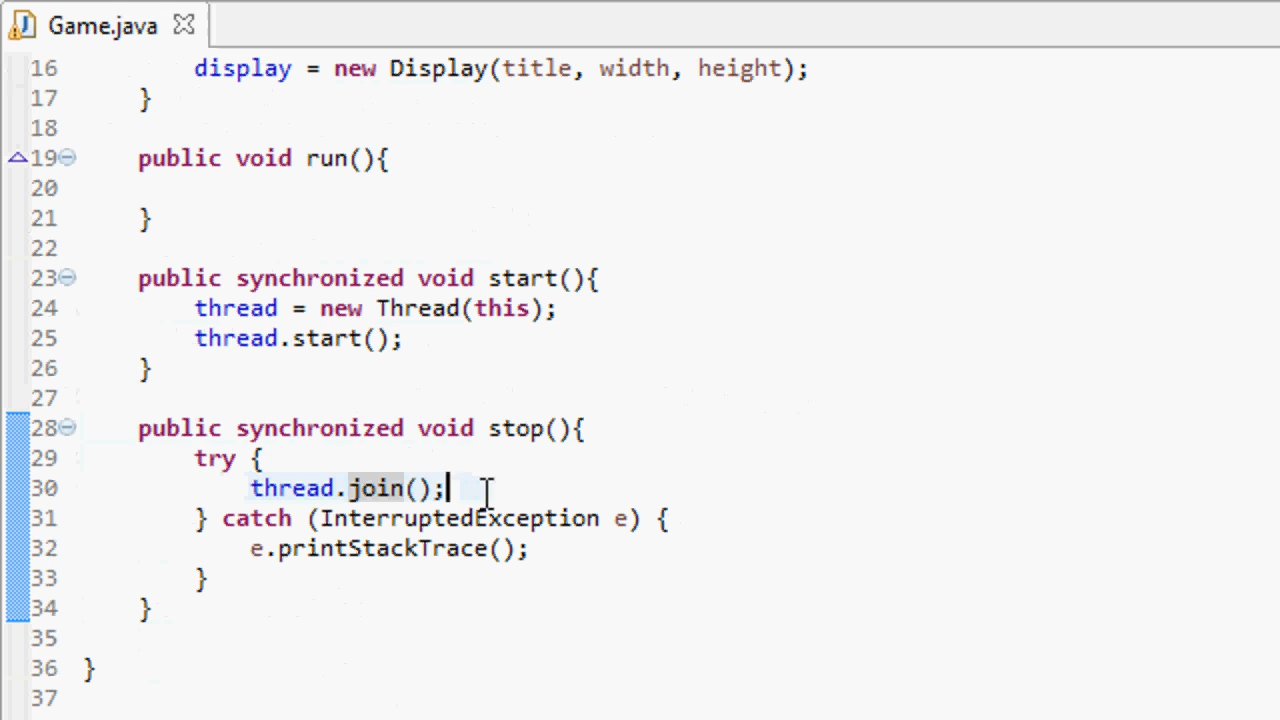 Game.java
16 display = new Display(title, width, height);
17 }
18
19 public void run(){
20
21 }
22
23 public synchronized void start(){
24 thread = new Thread(this);
25 thread.start();
26 }
27
28 public synchronized void stop(){
29 try {
30 thread.join();
31 } catch (InterruptedException e) {
32 e.printStackTrace();
33 }
34 }
35
36 }
37